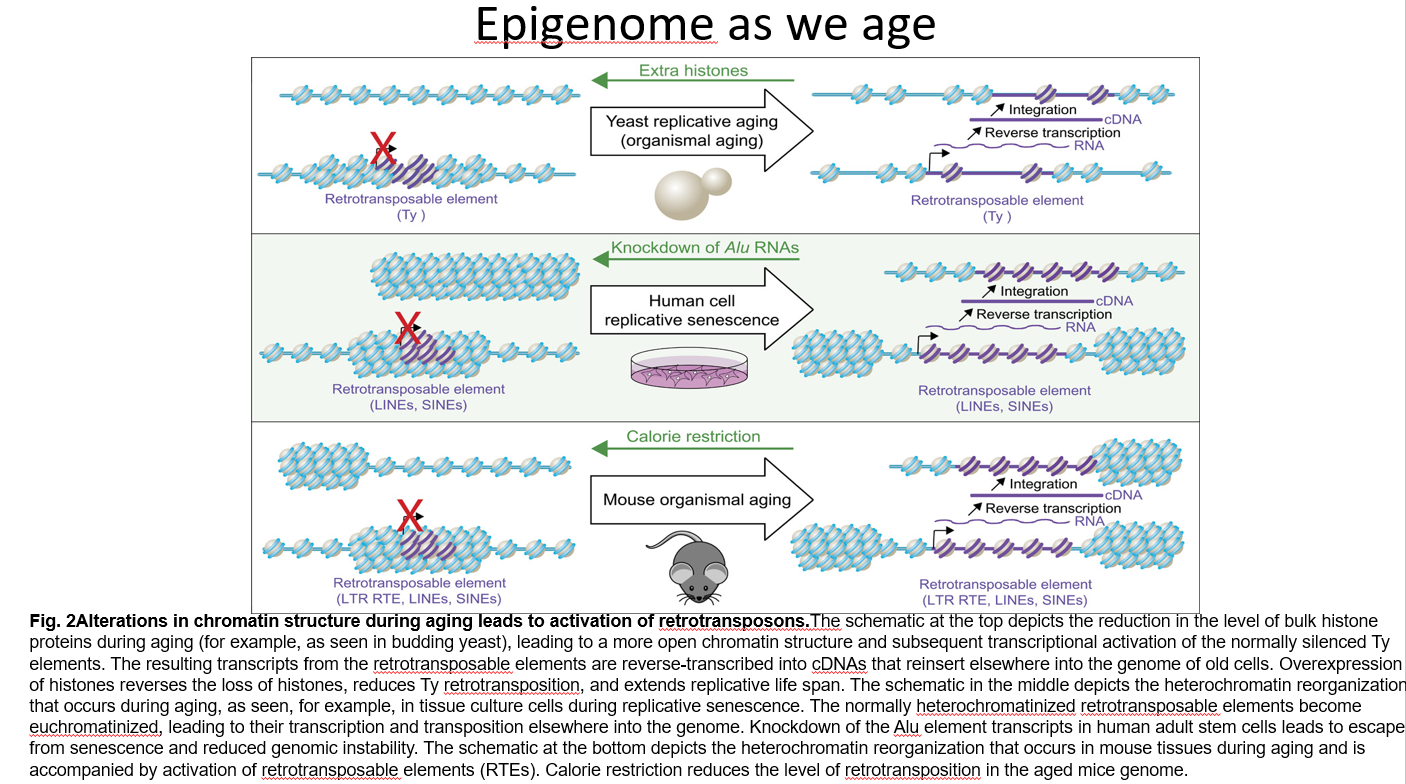 Epigenome as we age
Extra histones
Yeast replicative aging
(organismal aging)
Integration
cDNA
Reverse transcription
RNA
X
Retrotransposable element
(Ty )
Retrotransposable element
(Ty )
Knockdown of Alu RNAs
Human cell
replicative senescence
Integration
cDNA
Reverse transcription
RNA
X
Retrotransposable element
(LINEs, SINEs)
Retrotransposable element
(LINEs, SINEs)
Calorie restriction
Mouse organismal aging
Integration
cDNA
Reverse transcription
RNA
X
Retrotransposable element
(LTR RTE, LINEs, SINEs)
Retrotransposable element
(LTR RTE, LINEs, SINEs)
Fig. 2Alterations in chromatin structure during aging leads to activation of retrotransposons.The schematic at the top depicts the reduction in the level of bulk histone
proteins during aging (for example, as seen in budding yeast), leading to a more open chromatin structure and subsequent transcriptional activation of the normally silenced Ty
elements. The resulting transcripts from the retrotransposable elements are reverse-transcribed into cDNAs that reinsert elsewhere into the genome of old cells. Overexpression
of histones reverses the loss of histones, reduces Ty retrotransposition, and extends replicative life span. The schematic in the middle depicts the heterochromatin reorganization
that occurs during aging, as seen, for example, in tissue culture cells during replicative senescence. The normally heterochromatinized retrotransposable elements become
euchromatinized, leading to their transcription and transposition elsewhere into the genome. Knockdown of the Alu element transcripts in human adult stem cells leads to escape
from senescence and reduced genomic instability. The schematic at the bottom depicts the heterochromatin reorganization that occurs in mouse tissues during aging and is
accompanied by activation of retrotransposable elements (RTEs). Calorie restriction reduces the level of retrotransposition in the aged mice genome.